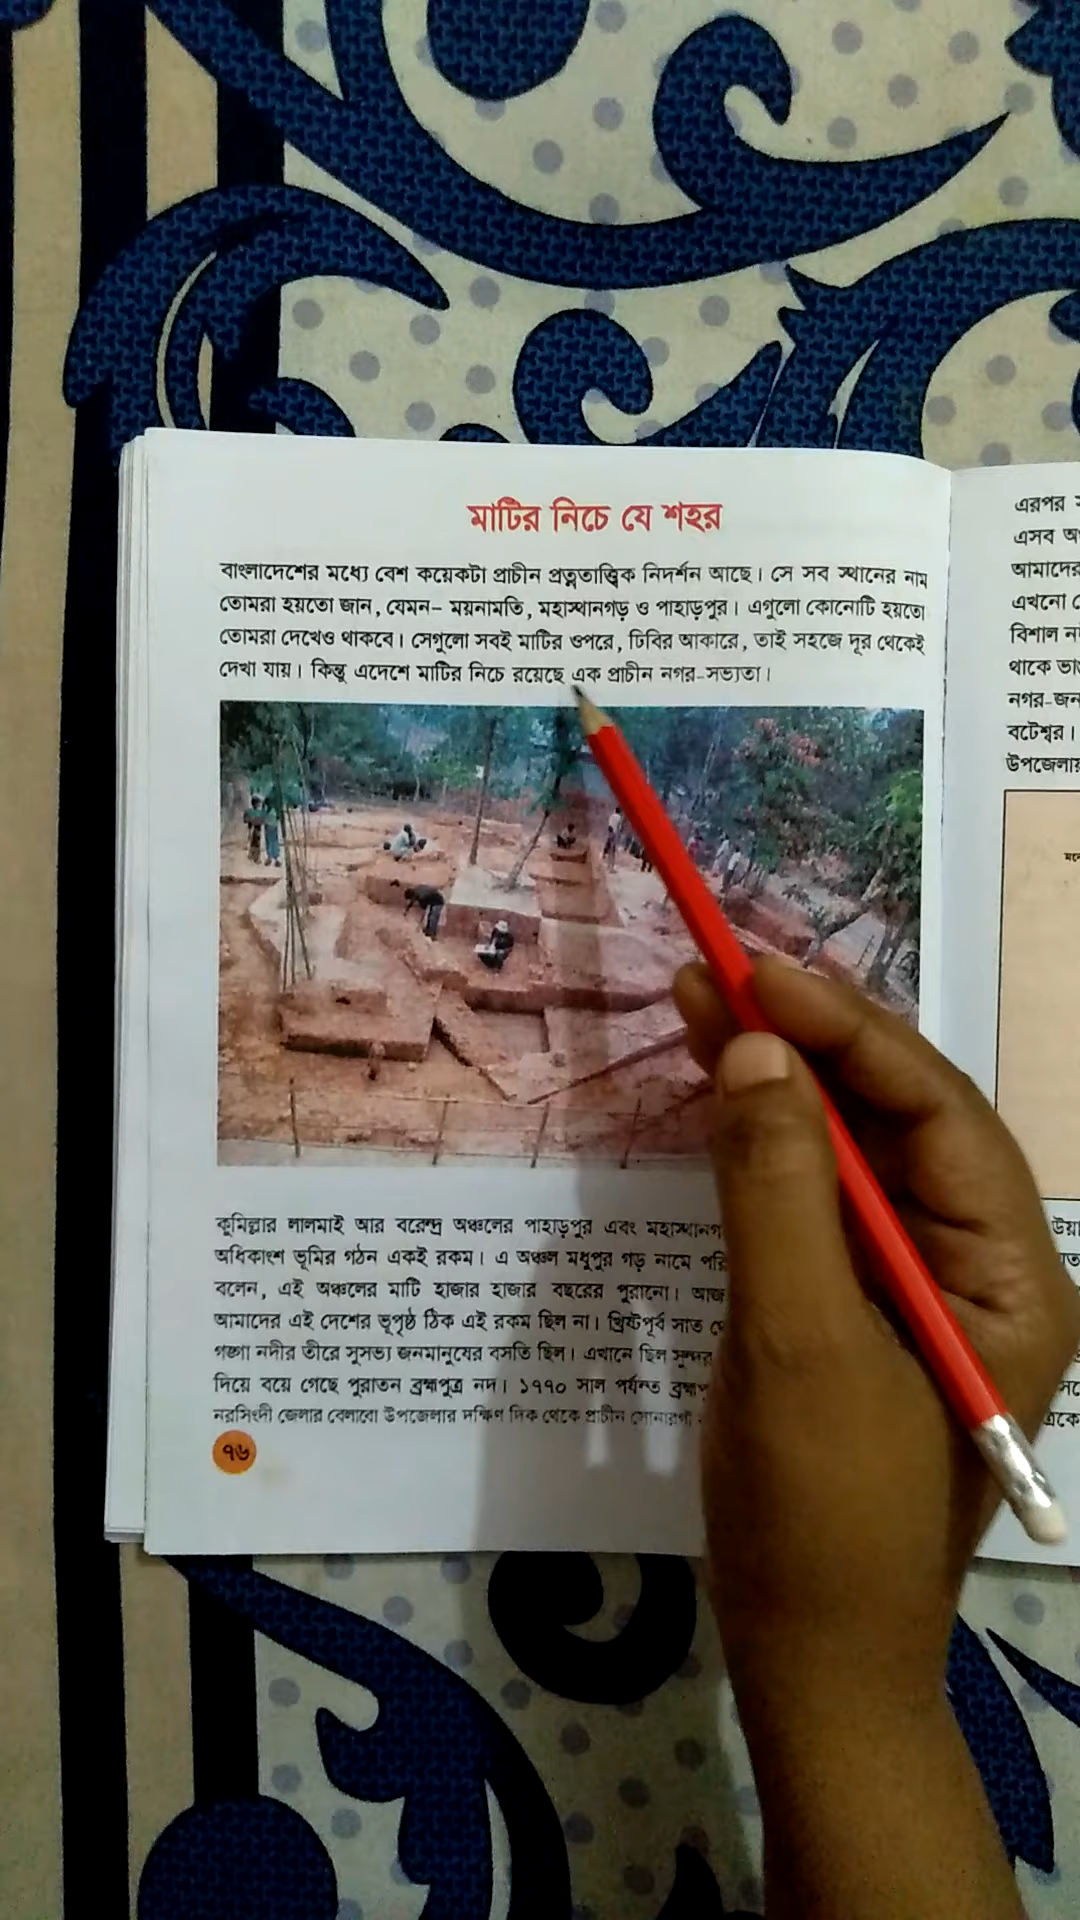 মাটির নিচে যে শহর
বাংলাদেশের মধ্যে বেশ কয়েকটা প্রাচীন প্রত্নতাত্ত্বিক নিদর্শন আছে। সে সব স্থানের নাম
তোমরা হয়তো জান, যেমন– ময়নামতি, মহাস্থানগড় ও পাহাড়পুর। এগুলো কোনোটি হয়তো
তোমরা দেখেও থাকবে। সেগুলো সবই মাটির ওপরে, ঢিবির আকারে, তাই সহজে দূর থেকেই
দেখা যায়। কিন্তু এদেশে মাটির নিচে রয়েছে এক প্রাচীন নগর-সভ্যতা।
কুমিল্লার লালমাই আর বরেন্দ্র অঞ্চলের পাহাড়পুর এবং
অধিকাংশ ভূমির গঠন একই রকম। এ অঞ্চল মধুপুর গড় নামে
বলেন, এই অঞ্চলের মাটি হাজার হাজার বছরের পুরানো।
আমাদের এই দেশের ভূপৃষ্ঠ ঠিক এই রকম ছিল না। খ্রিষ্টপূর্ব সাত
গঙ্গা নদীর তীরে সুসভ্য জনমানুষের বসতি ছিল। এখানে ছিল সুন্দর
দিয়ে বয়ে গেছে পুরাতন ব্রহ্মপুত্র নদ। ১৭৭০ সাল পর্যন্ত
নরসিংদী জেলার বেলাবো উপজেলার দক্ষিণ দিক থেকে প্রাচীন সোনারগাঁ
৭৬
এরপর
এসব
আমাদের
এখনো
বিশাল
থাকে
বটেশ্বর।